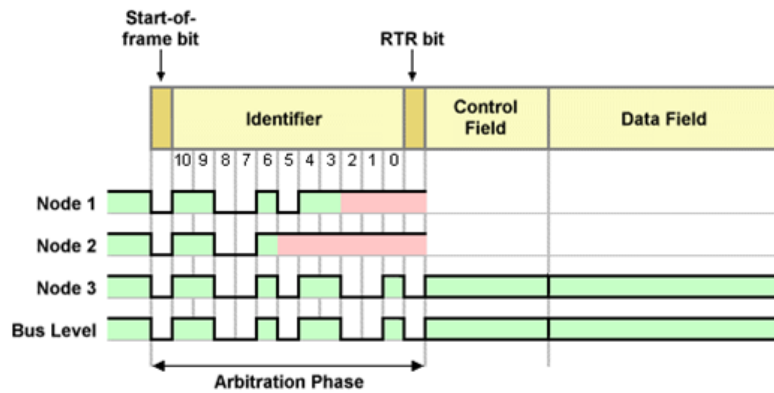 Start-of-
frame bit
RTR bit
Identifier
Control
Field
Data Field
10 9 8 7 6 5 4 3 2 1 0
Node 1
Node 2
Node 3
Bus Level
Arbitration Phase